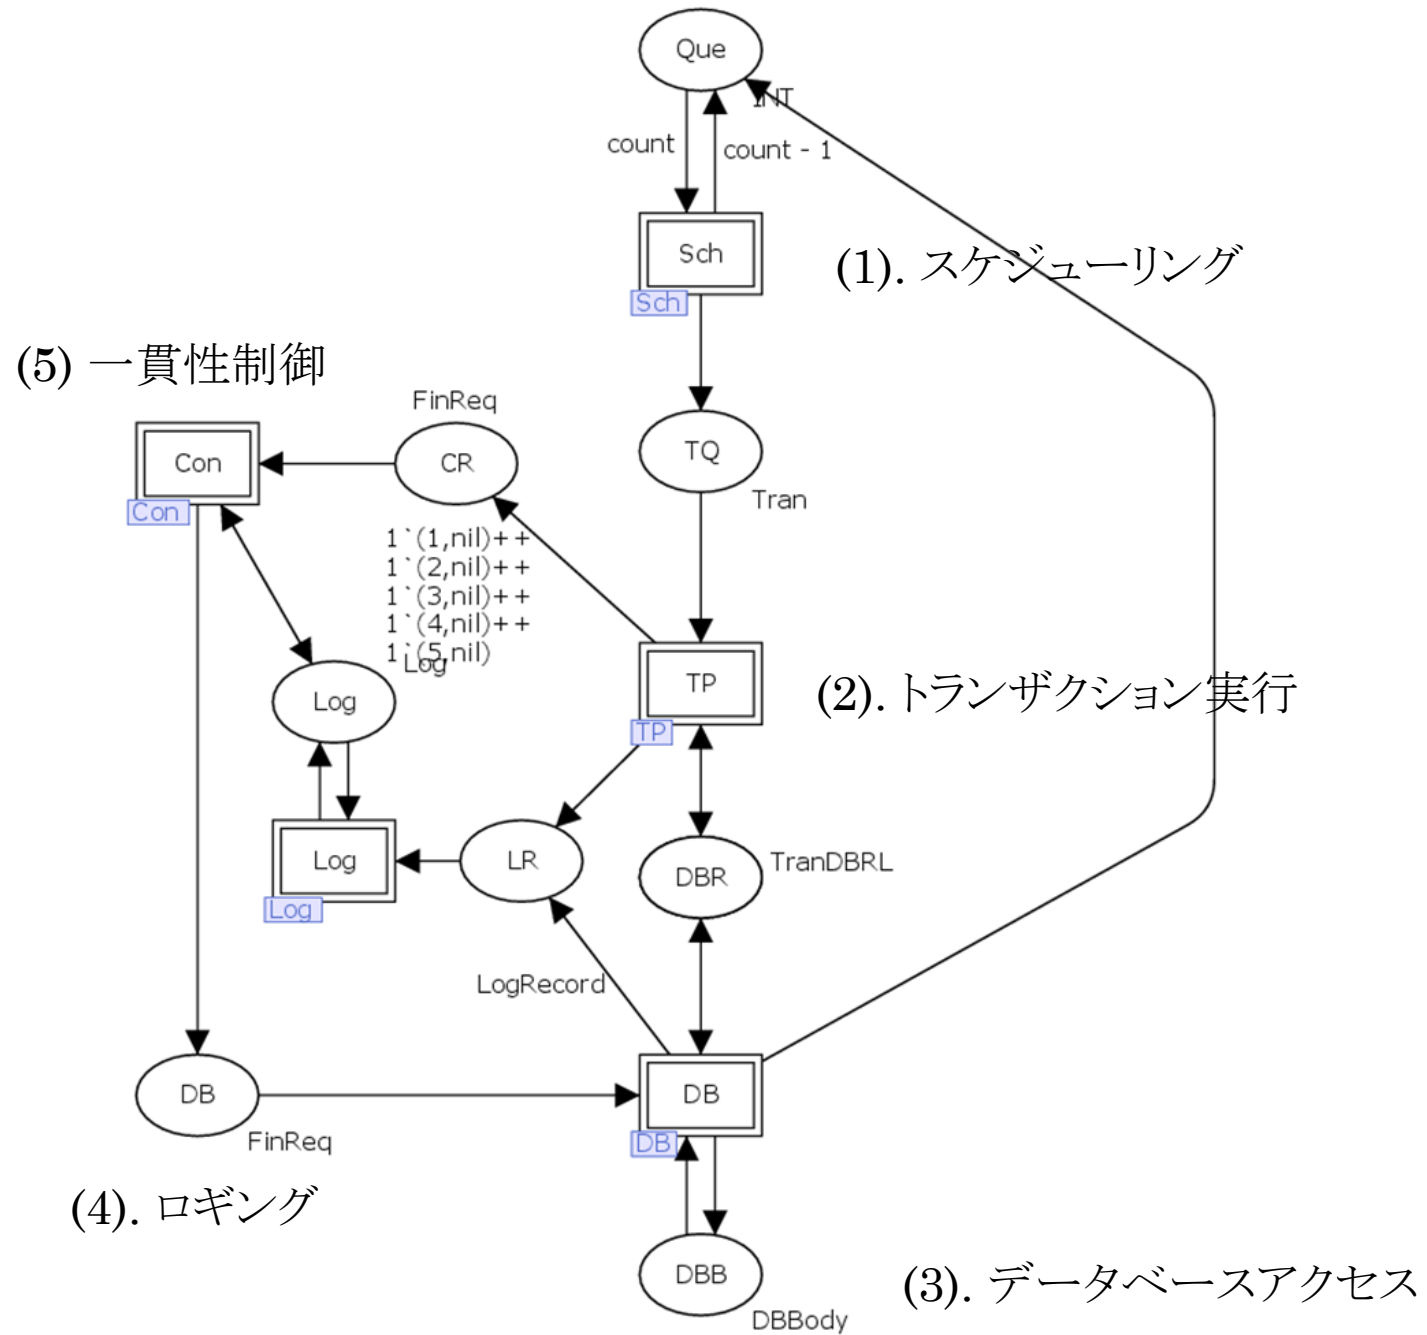 Que
INT
count
count - 1
Sch
(1). スケジューリング
Sch
(5) 一貫性制御
FinReq
Con
CR
TQ
Con
Tran
1`(1,nil)++
1`(2,nil)++
1`(3,nil)++
1`(4,nil)++
1`(5,nil)
Log
TP
Log
(2). トランザクション実行
TP
Log
LR
DBR
TranDBRL
Log
LogRecord
DB
DB
FinReq
DB
(4). ロギング
DBB
(3). データベースアクセス
DBBody